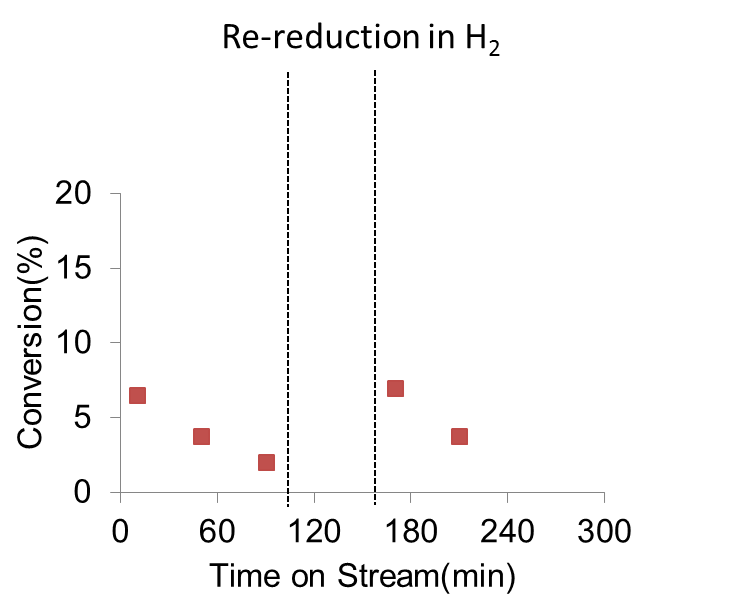 Re-reduction in H₂
20
15
10
5
0
Conversion(%)
0 60 120 180 240 300
Time on Stream(min)